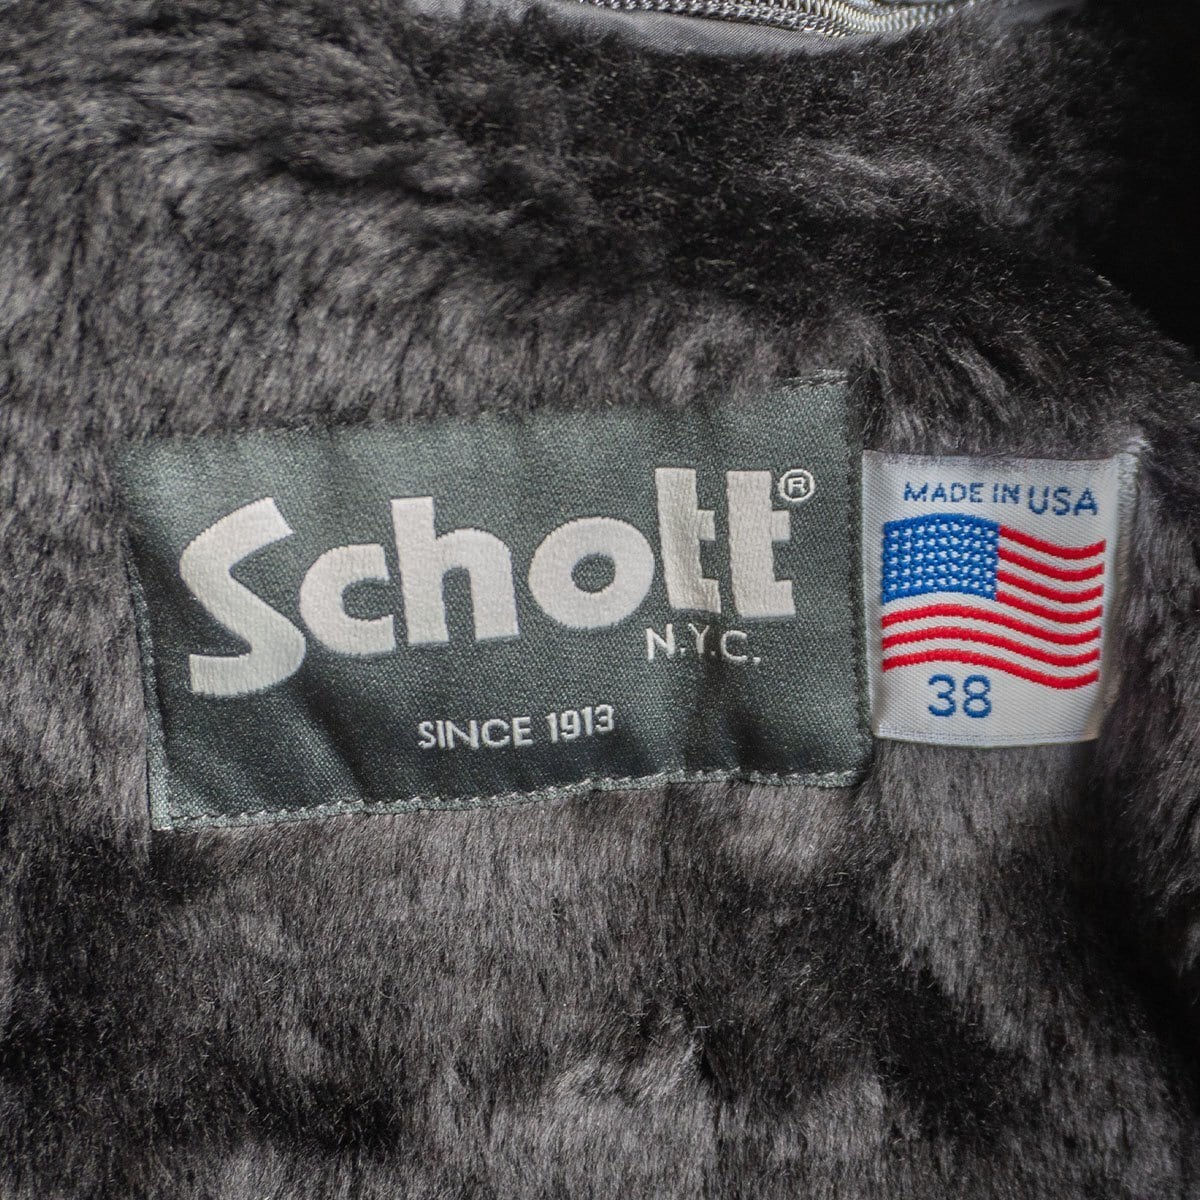 Schott®
N.Y.C.
SINCE 1913
MADE IN USA
38